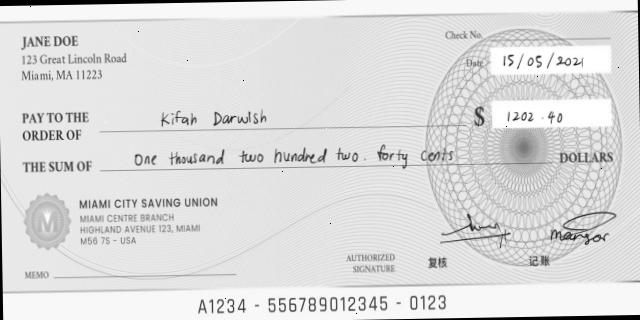 JANE DOE
123 Great Lincoln Road
Miami, MA 11223
Check No.
Date 15/05/2021
PAY TO THE
ORDER OF Kifah Darwish
$ 1202.40
THE SUM OF One thousand two hundred two. forty cents DOLLARS
M
MIAMI CITY SAVING UNION
MIAMI CENTRE BRANCH
HIGHLAND AVENUE 123, MIAMI
M56 7S - USA
MEMO
AUTHORIZED
SIGNATURE
复核
记账
A1234 - 556789012345 - 0123